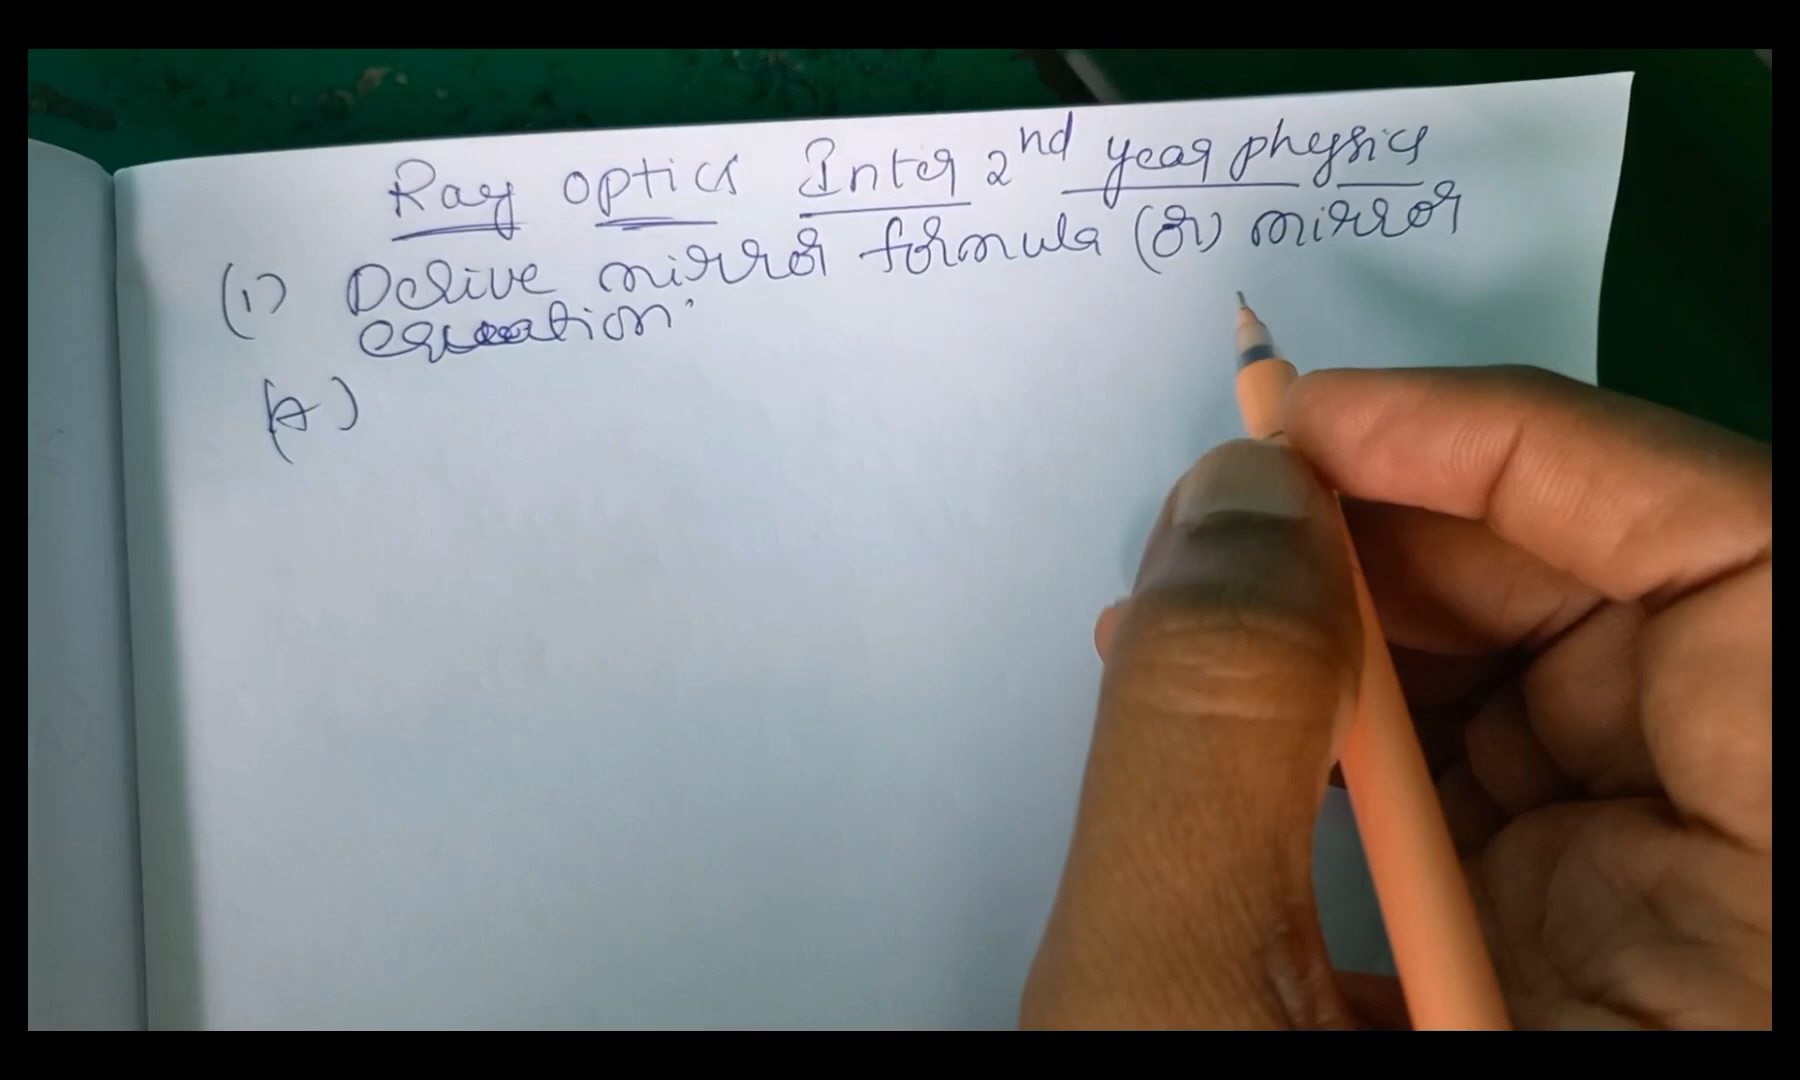 Ray optics Inter 2nd year physics
(1) Derive mirror formula (or) mirror
equation.
(A)